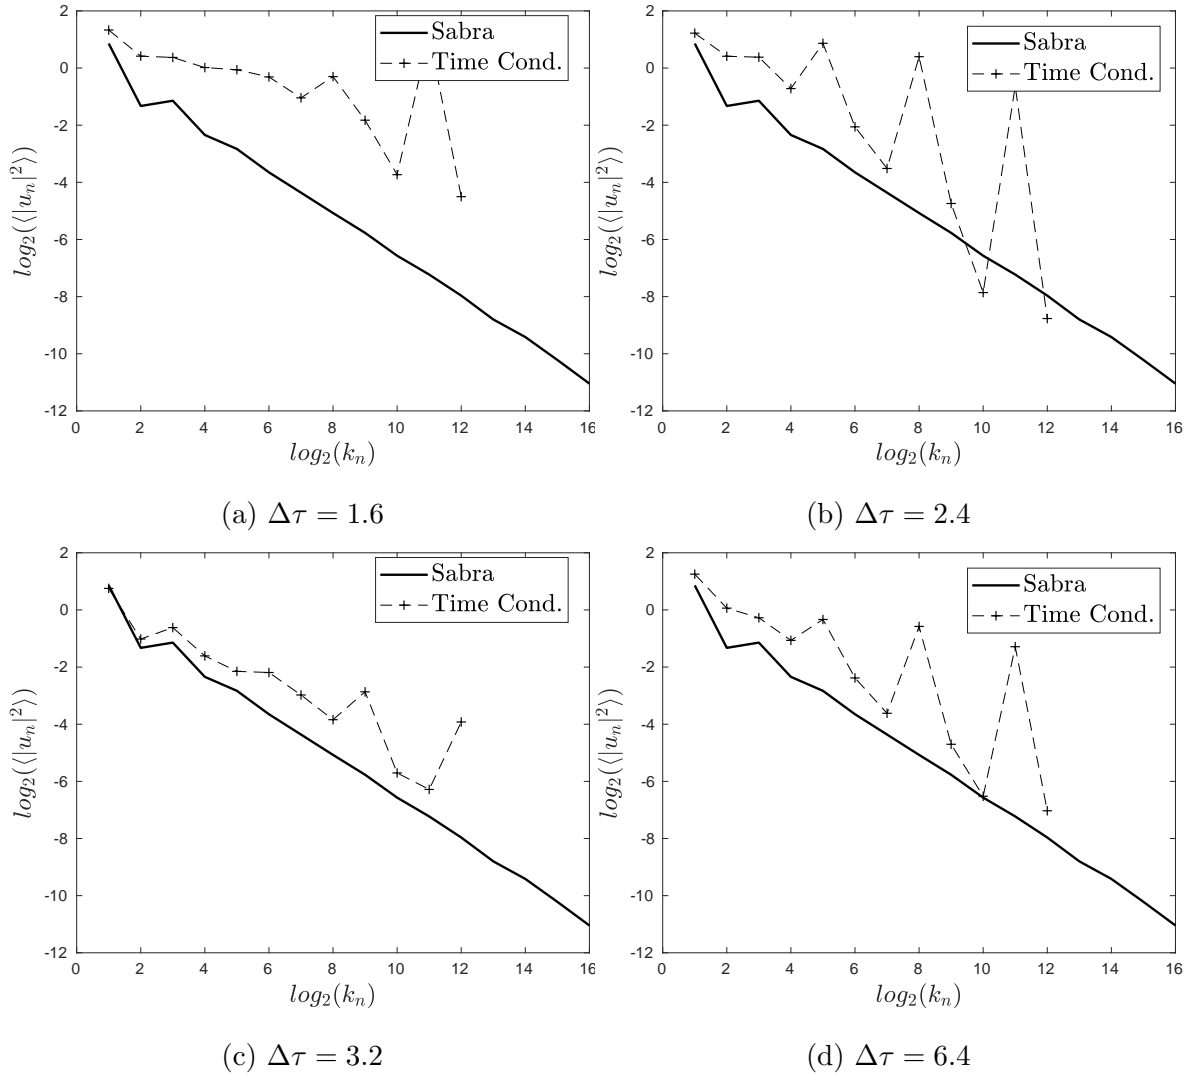 2
0
-2
-4
-6
-8
-10
-12
0 2 4 6 8 10 12 14 16
log₂(⟨|uₙ|²⟩)
log₂(kₙ)
Sabra
Time Cond.
(a) Δτ = 1.6
2
0
-2
-4
-6
-8
-10
-12
0 2 4 6 8 10 12 14 16
log₂(⟨|uₙ|²⟩)
log₂(kₙ)
Sabra
Time Cond.
(b) Δτ = 2.4
2
0
-2
-4
-6
-8
-10
-12
0 2 4 6 8 10 12 14 16
log₂(⟨|uₙ|²⟩)
log₂(kₙ)
Sabra
Time Cond.
(c) Δτ = 3.2
2
0
-2
-4
-6
-8
-10
-12
0 2 4 6 8 10 12 14 16
log₂(⟨|uₙ|²⟩)
log₂(kₙ)
Sabra
Time Cond.
(d) Δτ = 6.4